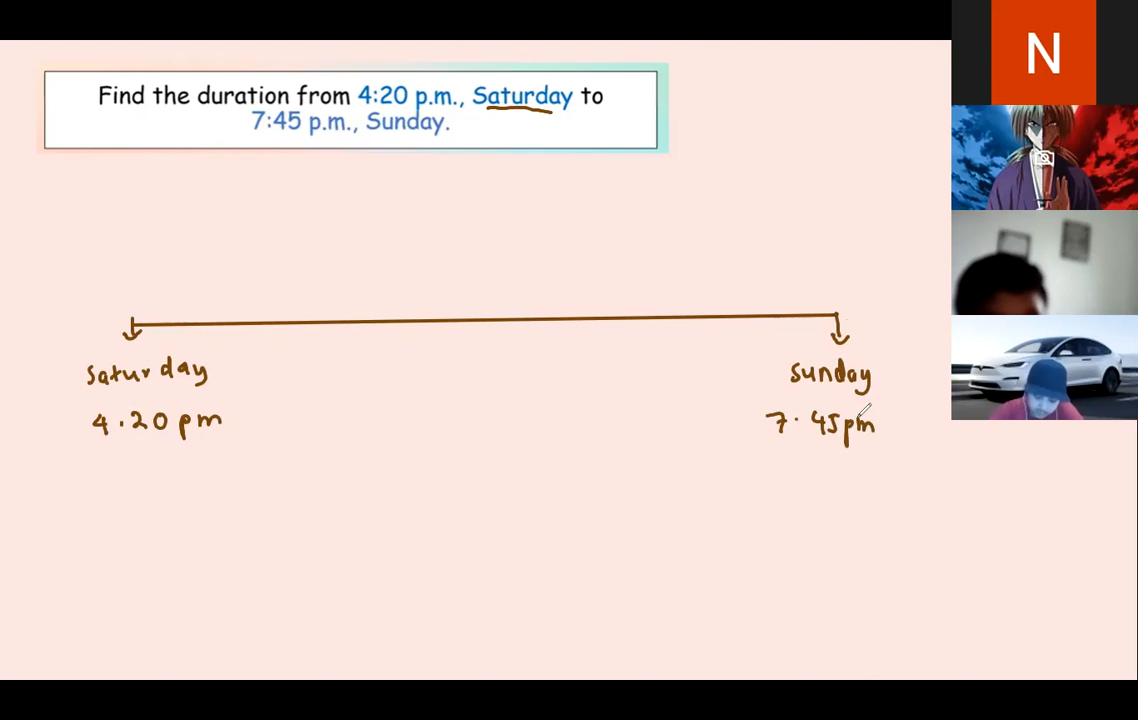 Find the duration from 4:20 p.m., Saturday to
7:45 p.m., Sunday.
N
Saturday
4.20 pm
Sunday
7.45pm